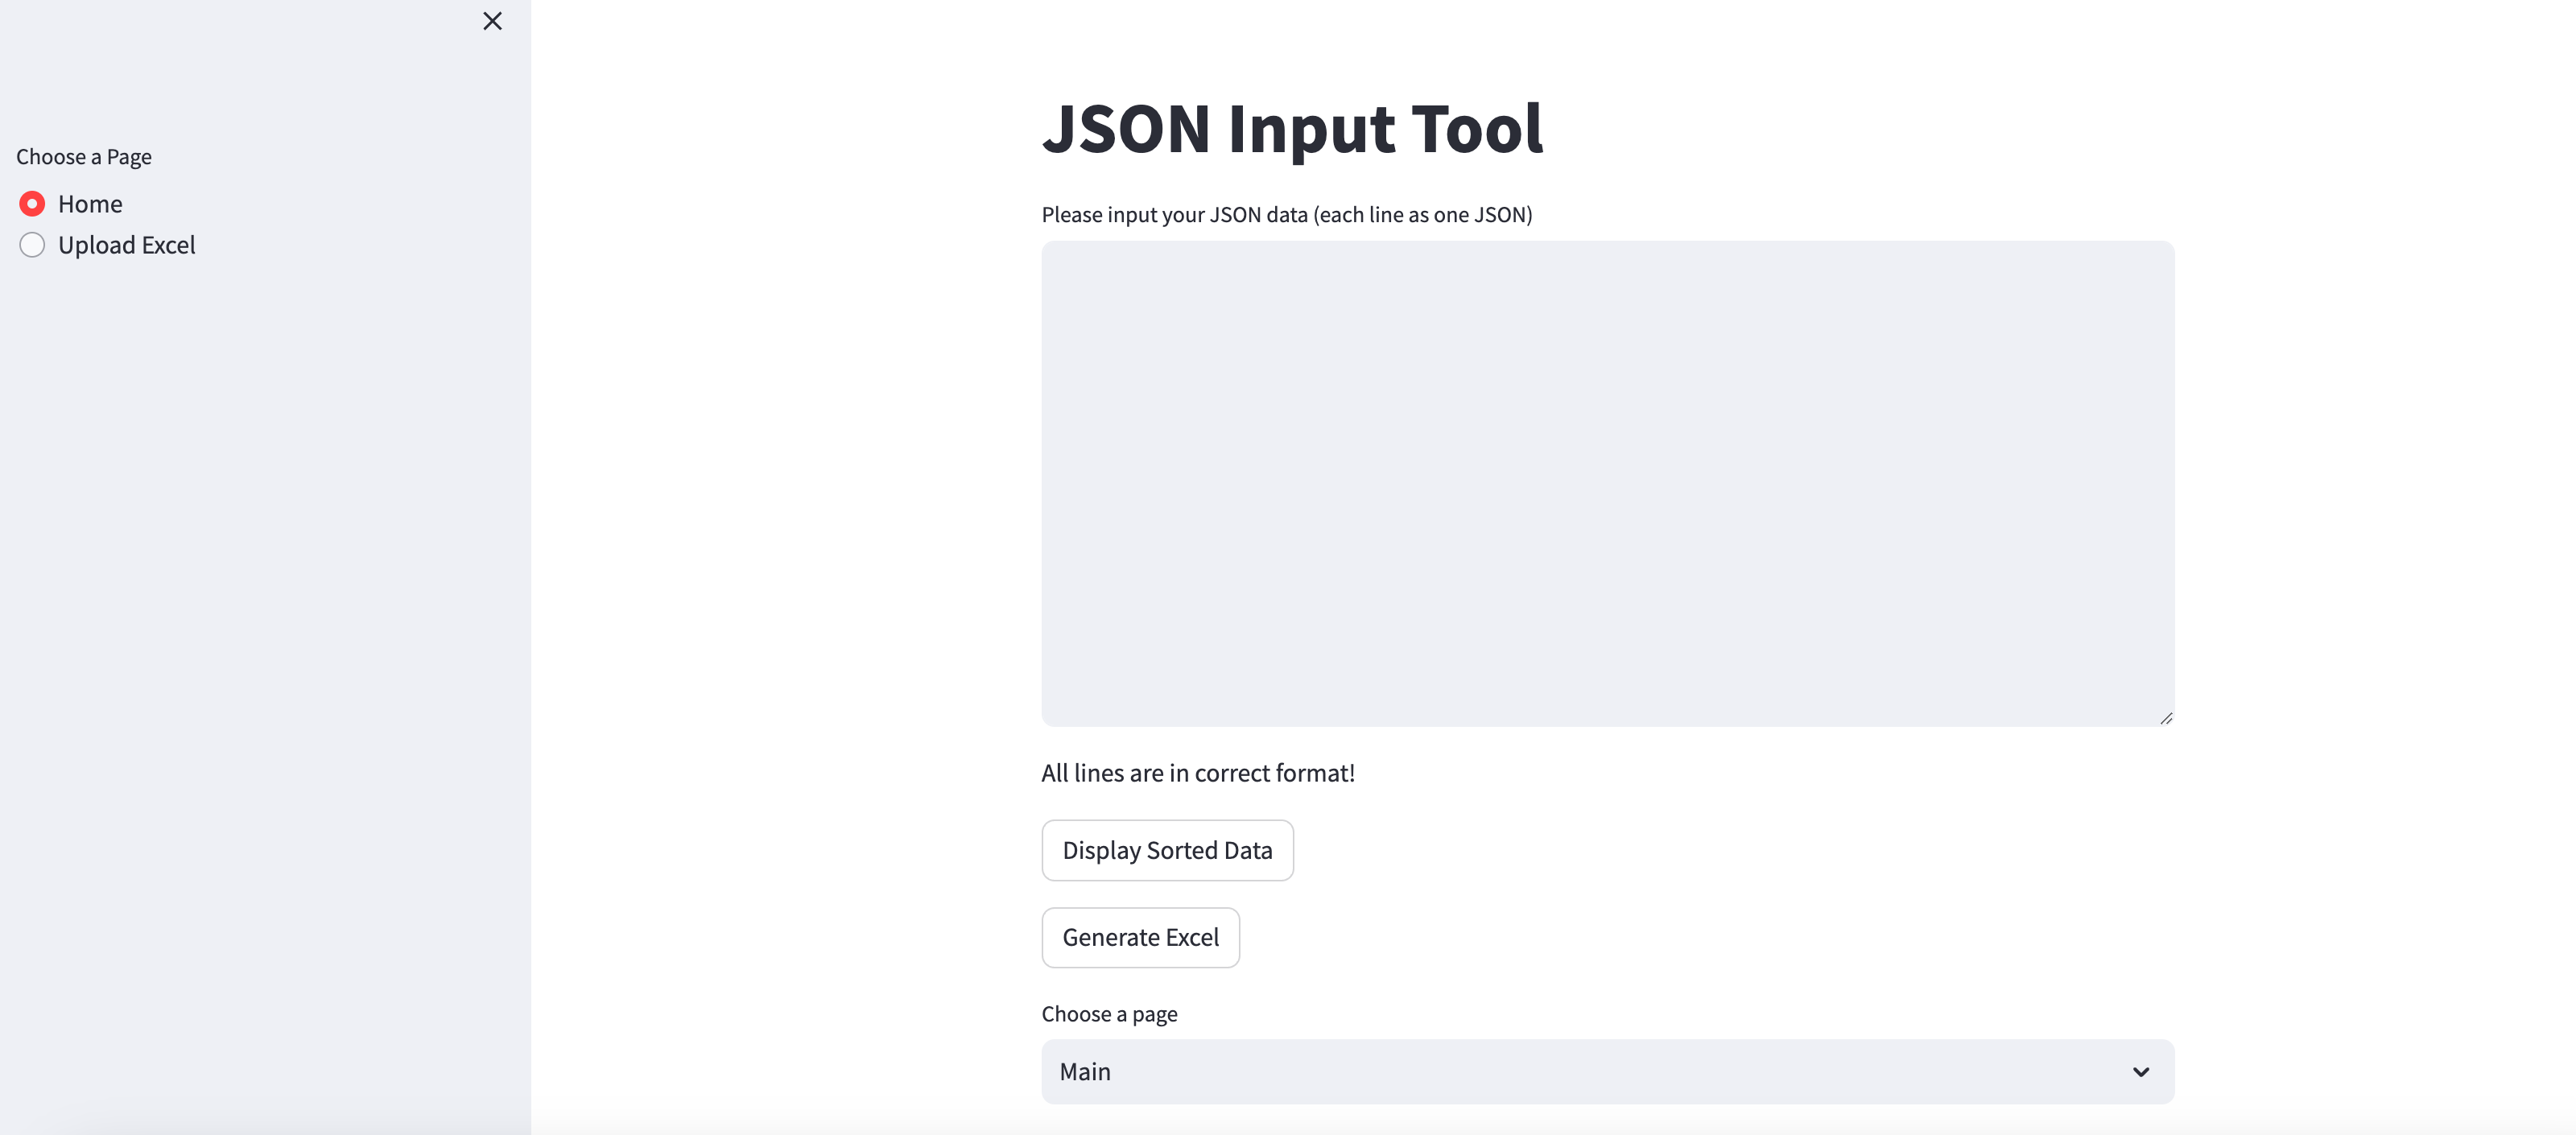 Choose a Page
Home
Upload Excel
JSON Input Tool
Please input your JSON data (each line as one JSON)
All lines are in correct format!
Display Sorted Data
Generate Excel
Choose a page
Main